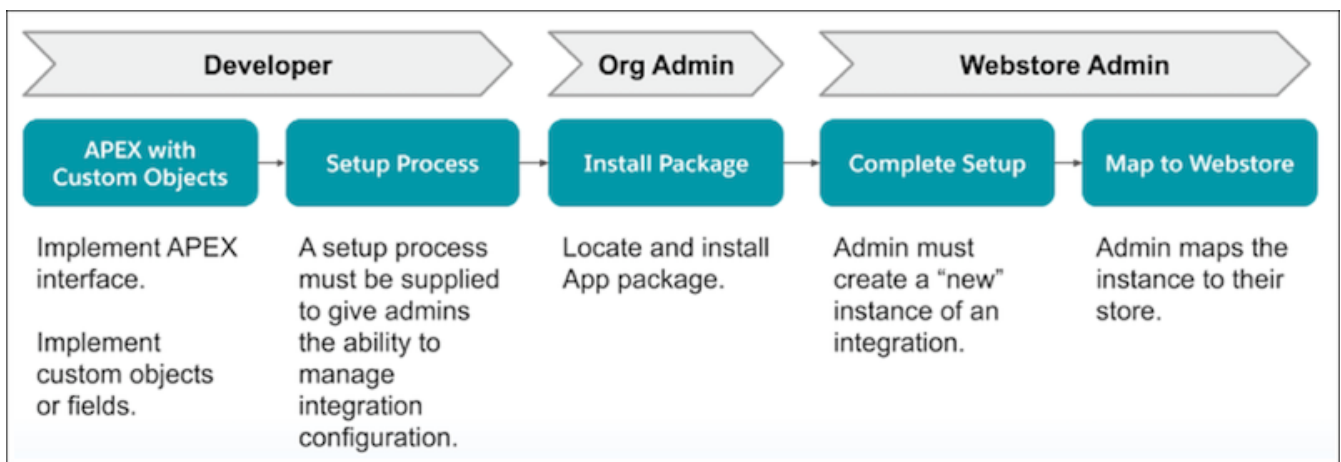 Developer
Org Admin
Webstore Admin
APEX with
Custom Objects
Setup Process
Install Package
Complete Setup
Map to Webstore
Implement APEX
interface.
Implement
custom objects
or fields.
A setup process
must be supplied
to give admins
the ability to
manage
integration
configuration.
Locate and install
App package.
Admin must
create a “new”
instance of an
integration.
Admin maps the
instance to their
store.